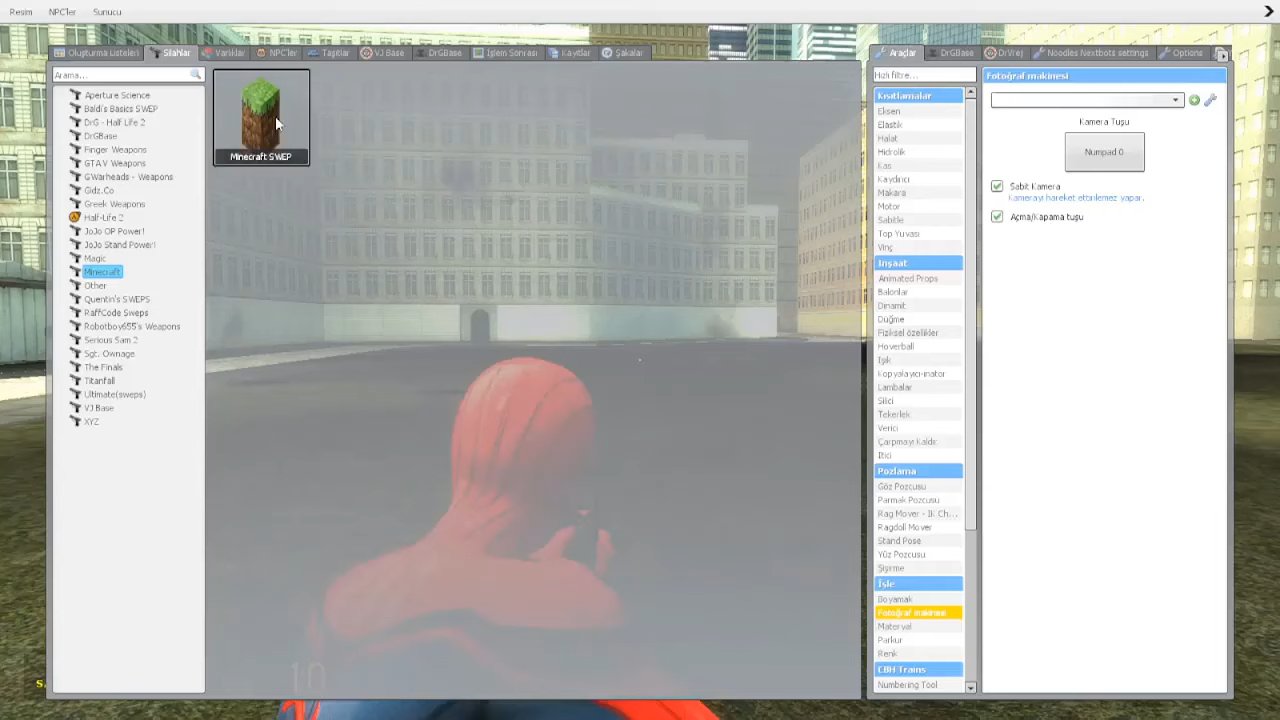 Resim NPC'ler Sunucu
Oluşturma Listeleri Silahlar Varlıklar NPC'ler Taşıtlar VJ Base DrGBase İşlem Sonrası Kayıtlar Şakalar
Arama...
Aperture Science
Baldi's Basics SWEP
DrG - Half Life 2
DrGBase
Finger Weapons
GTA V Weapons
GWarheads - Weapons
Gidz.Co
Greek Weapons
Half-Life 2
JoJo OP Power!
JoJo Stand Power!
Magic
Minecraft
Other
Quentin's SWEPS
RaffCode Sweps
Robotboy655's Weapons
Serious Sam 2
Sgt. Ownage
The Finals
Titanfall
Ultimate(sweps)
VJ Base
XYZ
Minecraft SWEP
10
S
Araçlar DrGBase DrVrej Noodles Nextbots settings Options
Hızlı filtre...
Kısıtlamalar
Eksen
Elastik
Halat
Hidrolik
Kas
Kaydırıcı
Makara
Motor
Sabitle
Top Yuvası
Vinç
İnşaat
Animated Props
Balonlar
Dinamit
Düğme
Fiziksel özellikler
Hoverball
Işık
Kopyalayıcı-inator
Lambalar
Silici
Tekerlek
Verici
Çarpmayı Kaldır
İtici
Pozlama
Göz Pozcusu
Parmak Pozcusu
Rag Mover - IK Ch...
Ragdoll Mover
Stand Pose
Yüz Pozcusu
Şişirme
İşle
Boyamak
Fotoğraf makinesi
Materyal
Parkur
Renk
CBH Trains
Numbering Tool
Fotoğraf makinesi
Kamera Tuşu
Numpad 0
Sabit Kamera
Kamerayı hareket ettirilemez yapar.
Açma/Kapama tuşu